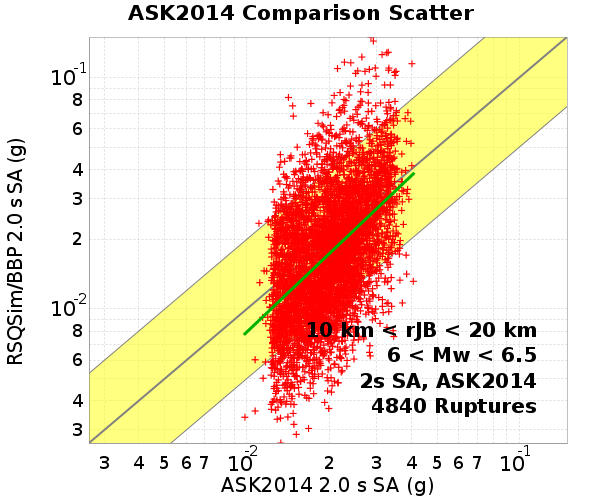 ASK2014 Comparison Scatter
RSQSim/BBP 2.0 s SA (g)
10⁻¹
8
6
4
3
2
10⁻²
8
6
4
3
10 km < rJB < 20 km
6 < Mw < 6.5
2s SA, ASK2014
4840 Ruptures
3 4 5 6 7 10⁻² 2 3 4 5 6 7 10⁻¹
ASK2014 2.0 s SA (g)